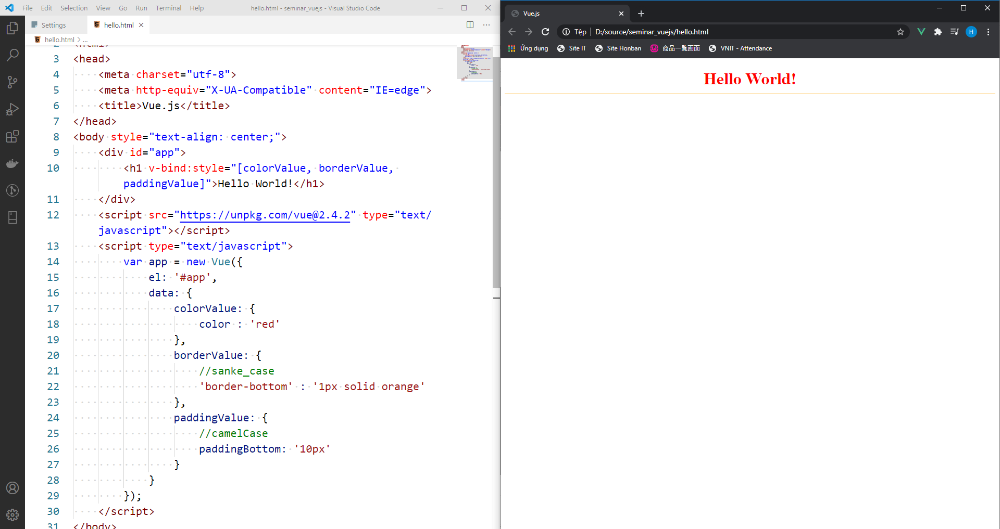 File Edit Selection View Go Run Terminal Help hello.html - seminar_vuejs - Visual Studio Code
Settings hello.html
hello.html > ...
2 <html>
3 <head>
4 <meta charset="utf-8">
5 <meta http-equiv="X-UA-Compatible" content="IE=edge">
6 <title>Vue.js</title>
7 </head>
8 <body style="text-align: center;">
9 <div id="app">
10 <h1 v-bind:style="[colorValue, borderValue,
paddingValue]">Hello World!</h1>
11 </div>
12 <script src="https://unpkg.com/vue@2.4.2" type="text/
javascript"></script>
13 <script type="text/javascript">
14 var app = new Vue({
15 el: '#app',
16 data: {
17 colorValue: {
18 color : 'red'
19 },
20 borderValue: {
21 //sanke_case
22 'border-bottom' : '1px solid orange'
23 },
24 paddingValue: {
25 //camelCase
26 paddingBottom: '10px'
27 }
28 }
29 });
30 </script>
31 </body>
Vue.js
Tệp D:/source/seminar_vuejs/hello.html H
Ứng dụng Site IT Site Honban 商品一覧画面 VNIT - Attendance
Hello World!